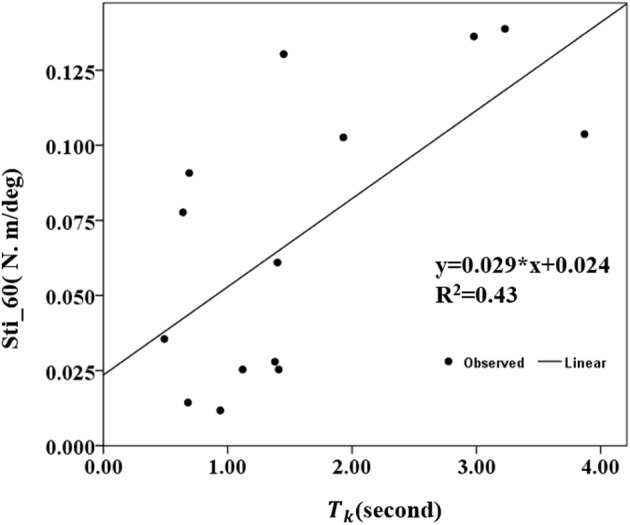 Sti_60( N. m/deg)
0.125
0.100
0.075
0.050
0.025
0.000
y=0.029*x+0.024
R²=0.43
Observed Linear
0.00 1.00 2.00 3.00 4.00
Tₖ(second)